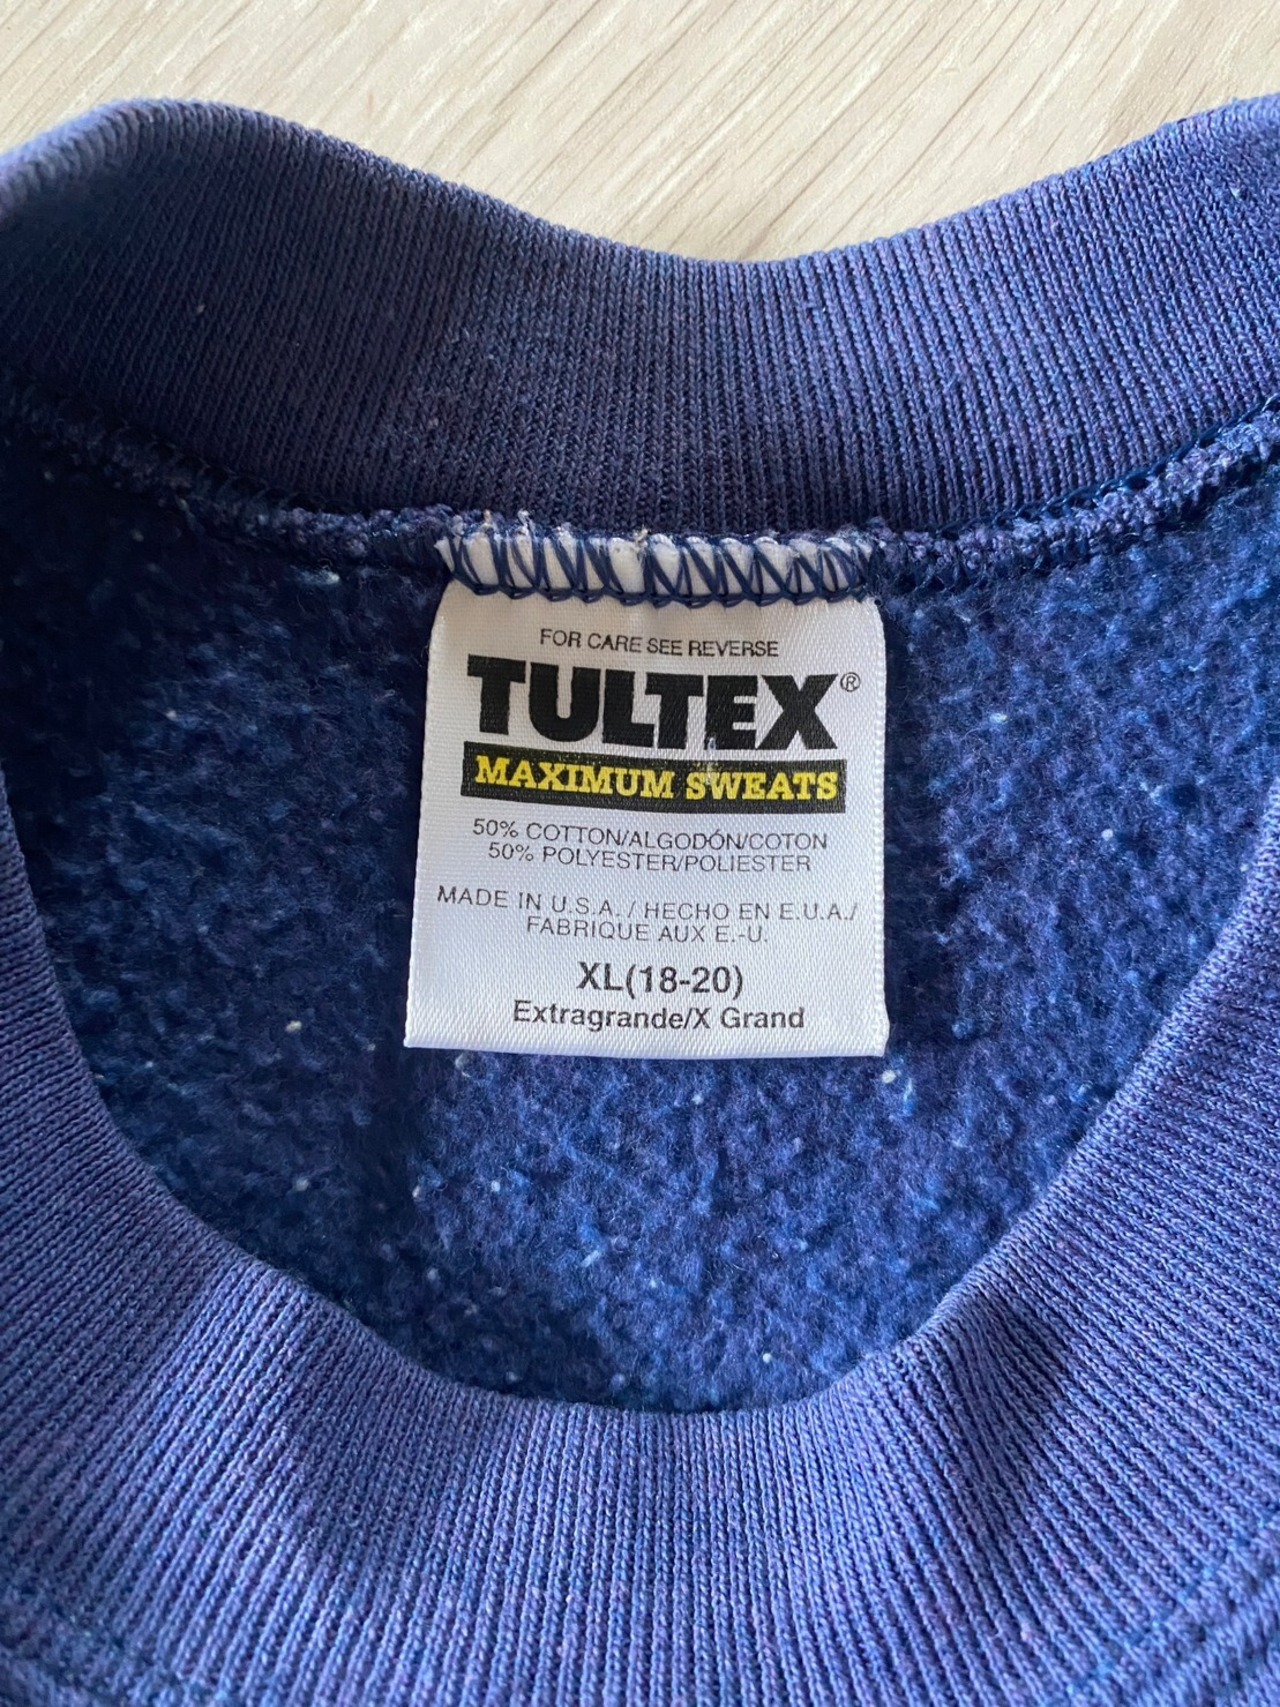 FOR CARE SEE REVERSE
TULTEX®
MAXIMUM SWEATS
50% COTTON/ALGODÓN/COTON
50% POLYESTER/POLIESTER
MADE IN U.S.A. / HECHO EN E.U.A./
FABRIQUE AUX E.-U.
XL(18-20)
Extragrande/X Grand